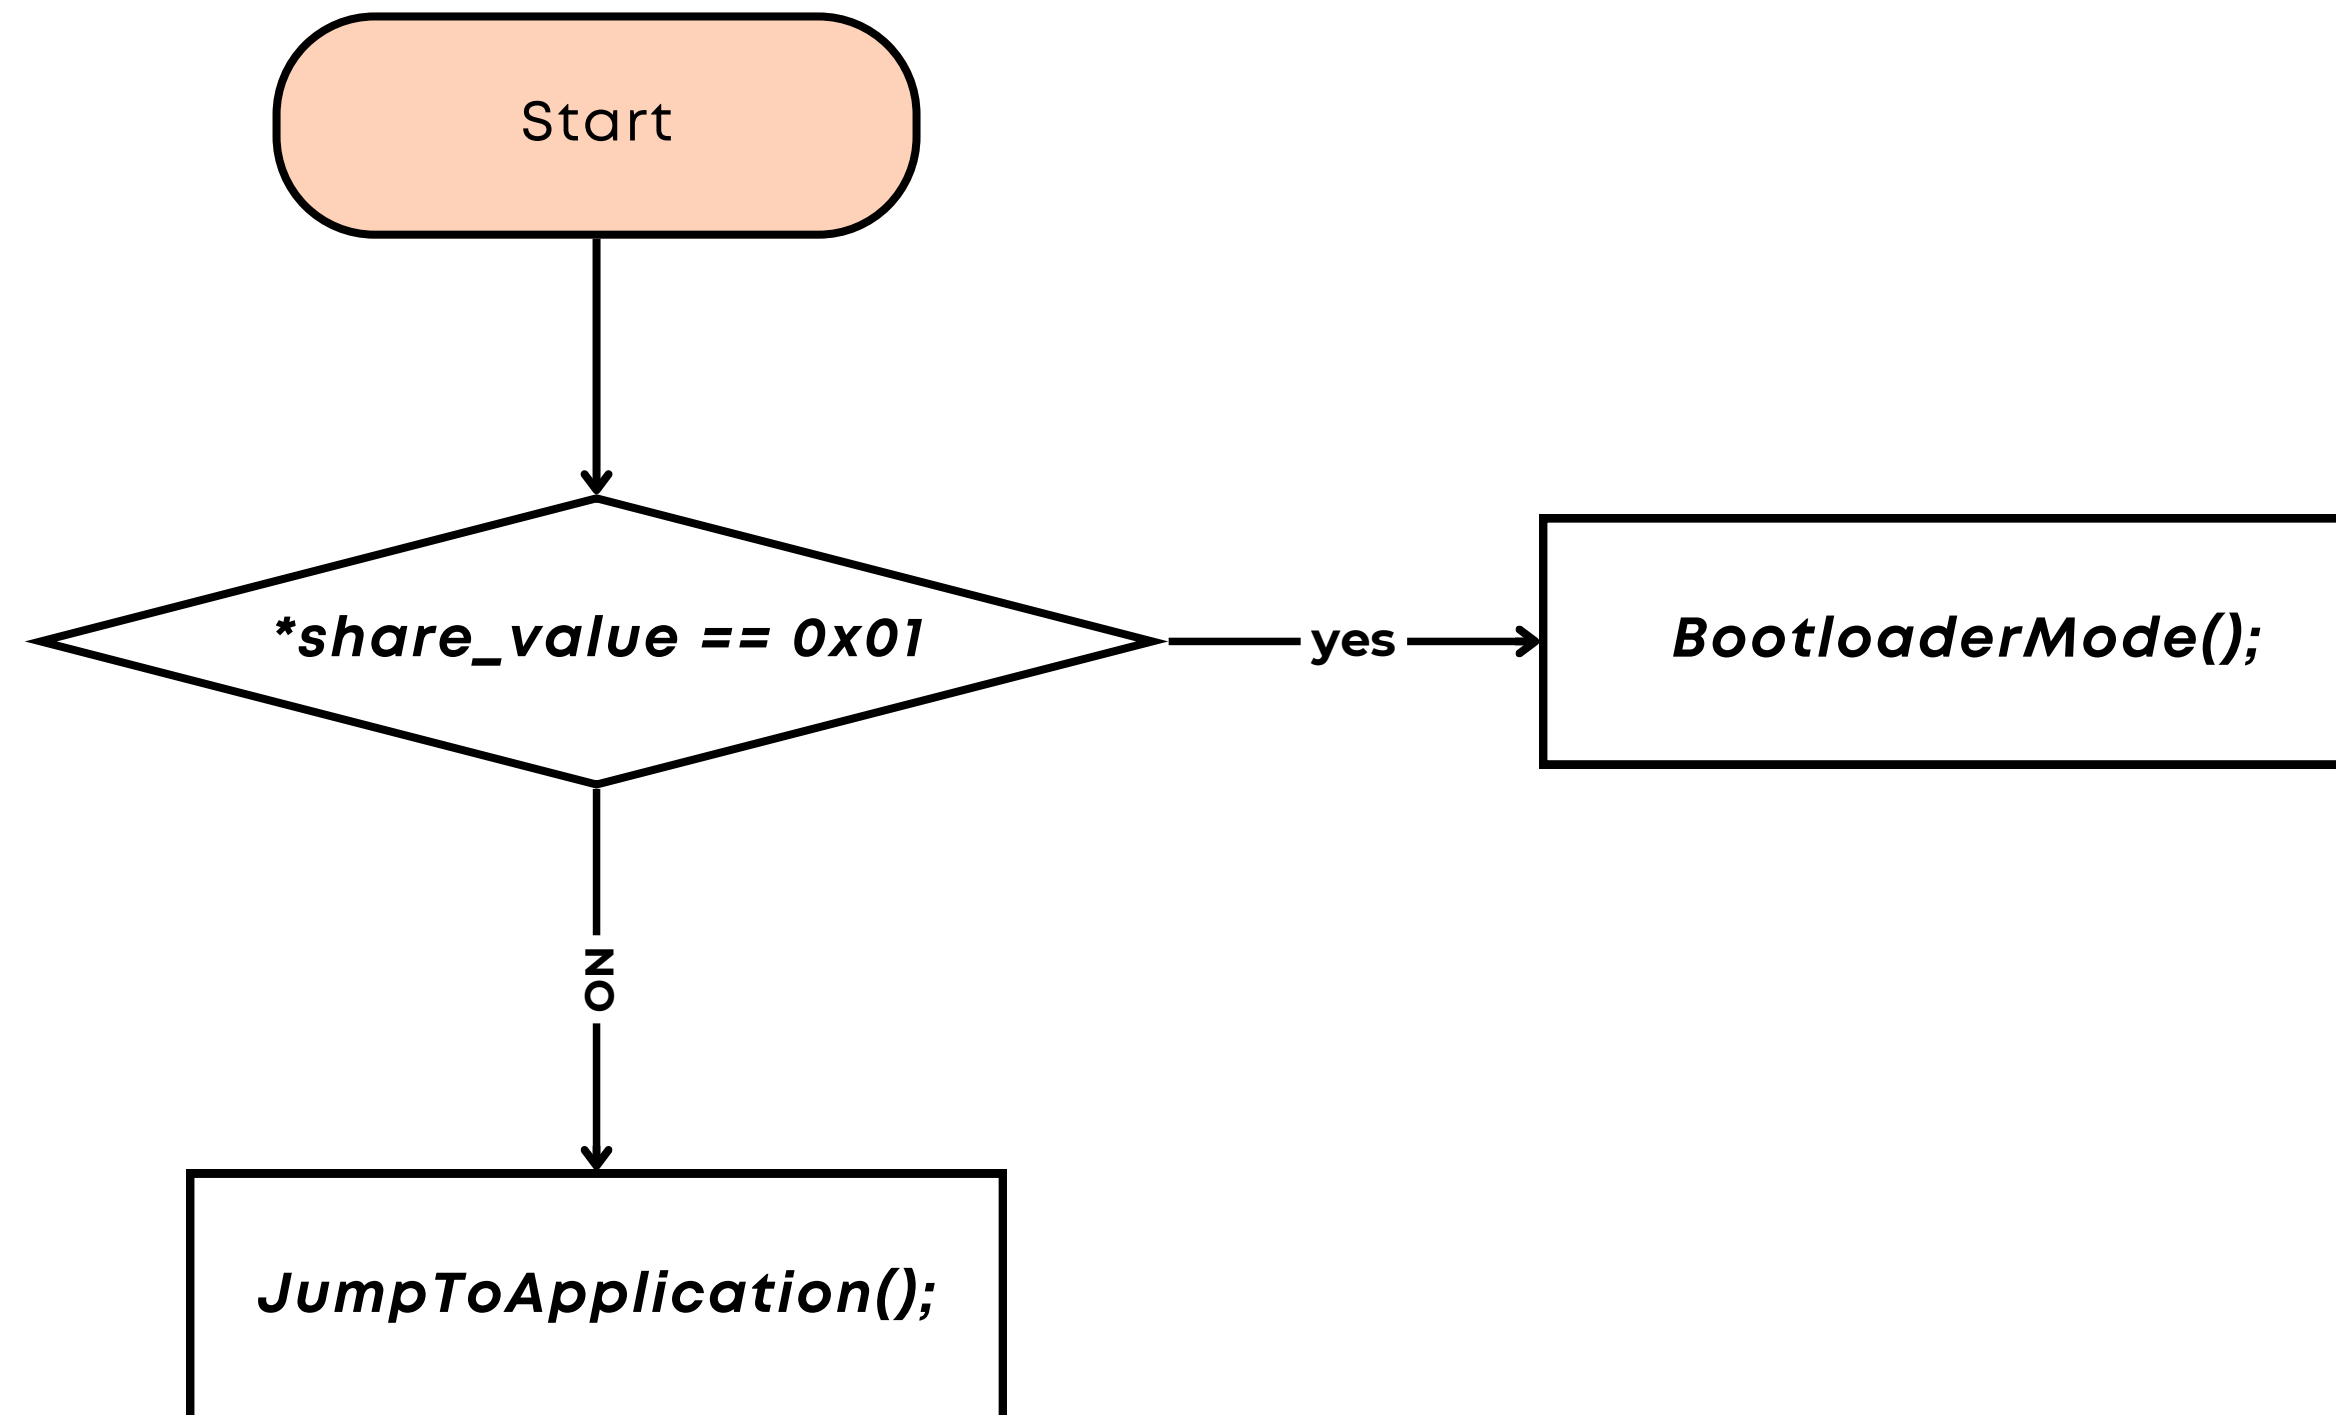 Start
*share_value == 0x01
yes
BootloaderMode();
NO
JumpToApplication();